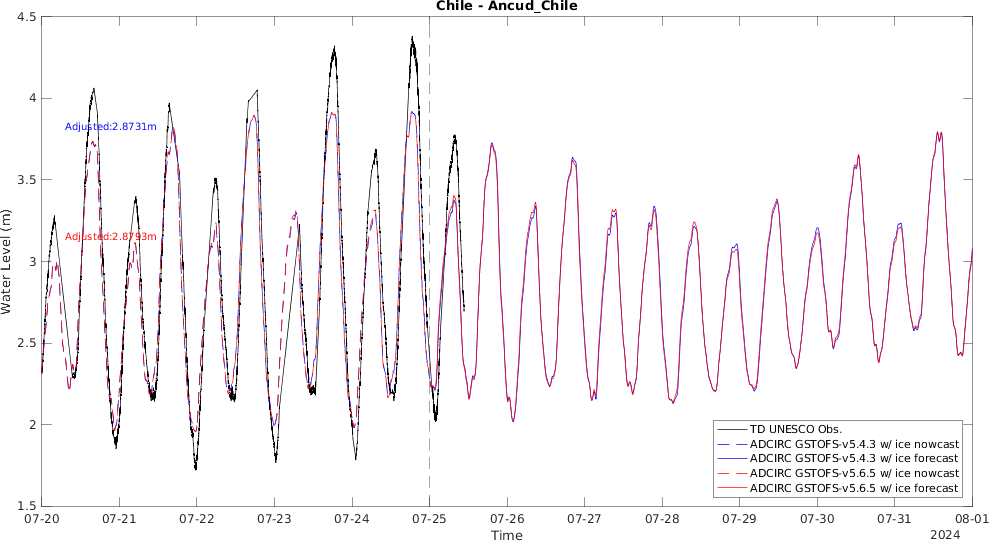 Chile - Ancud_Chile
4.5
4
3.5
3
2.5
2
1.5
Water Level (m)
Adjusted:2.8731m
Adjusted:2.8793m
TD UNESCO Obs.
ADCIRC GSTOFS-v5.4.3 w/ ice nowcast
ADCIRC GSTOFS-v5.4.3 w/ ice forecast
ADCIRC GSTOFS-v5.6.5 w/ ice nowcast
ADCIRC GSTOFS-v5.6.5 w/ ice forecast
07-20 07-21 07-22 07-23 07-24 07-25 07-26 07-27 07-28 07-29 07-30 07-31 08-01
Time
2024